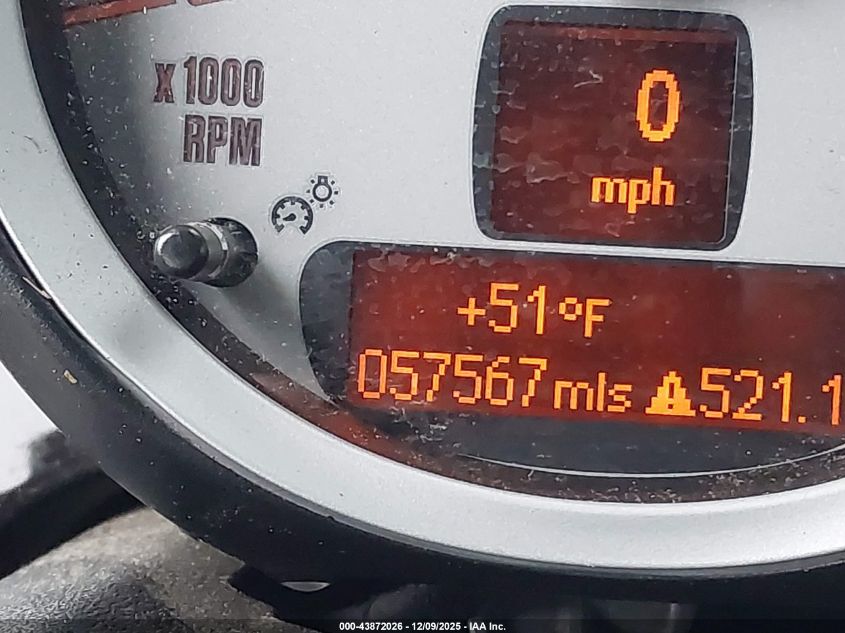 x 1000
RPM
0
mph
+51°F
057567 mls 521.1
000-43872026 - 12/09/2025 - IAA Inc.